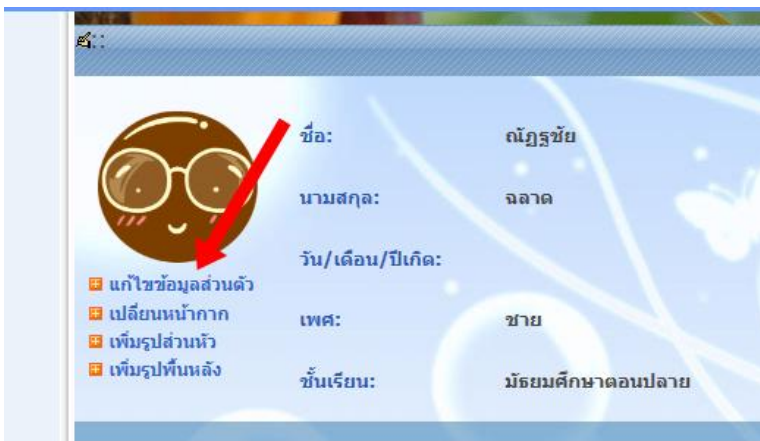 ::
ชื่อ: ณัฏฐชัย
นามสกุล: ฉลาด
วัน/เดือน/ปีเกิด:
แก้ไขข้อมูลส่วนตัว
เปลี่ยนหน้ากาก
เพศ: ชาย
เพิ่มรูปส่วนหัว
เพิ่มรูปพื้นหลัง
ชั้นเรียน: มัธยมศึกษาตอนปลาย